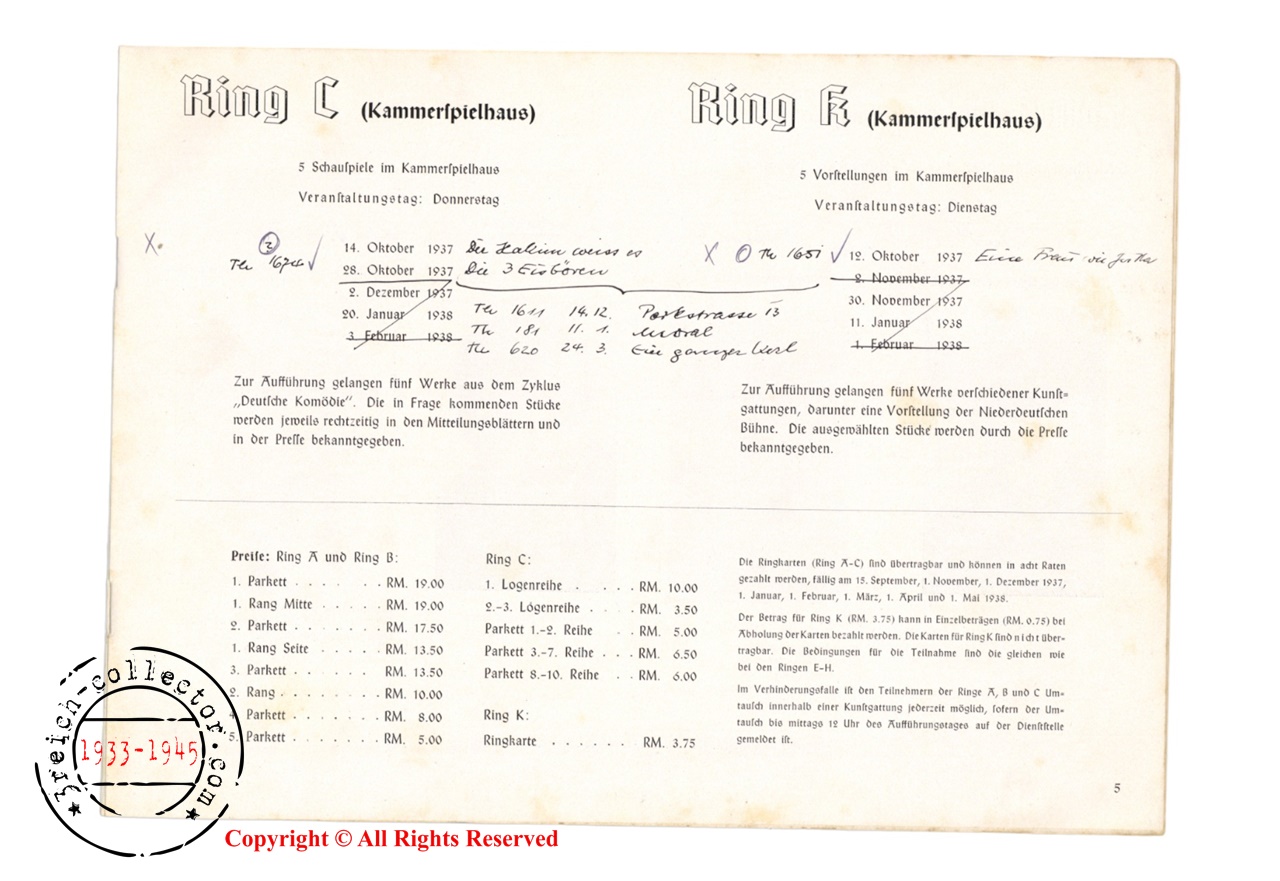 Ring C (Kammerſpielhaus)
5 Schauſpiele im Kammerſpielhaus
Veranſtaltungstag: Donnerstag
X.
2
Th 1674 √
14. Oktober 1937 Der Hakim weiss es
28. Oktober 1937 Die 3 Eisbären
2. Dezember 1937
20. Januar 1938
3. Februar 1938
Th 1611 14.12. Parkstrasse 13
Th 181 11. 1. Moral
Th 620 24. 3. Ein ganzer Kerl
Zur Aufführung gelangen fünf Werke aus dem Zyklus
„Deutſche Komödie“. Die in Frage kommenden Stücke
werden jeweils rechtzeitig in den Mitteilungsblättern und
in der Preſſe bekanntgegeben.
Ring K (Kammerſpielhaus)
5 Vorſtellungen im Kammerſpielhaus
Veranſtaltungstag: Dienstag
X O Th 1651 √ 12. Oktober 1937 Eine Frau wie Jutta
2. November 1937
30. November 1937
11. Januar 1938
1. Februar 1938
Zur Aufführung gelangen fünf Werke verſchiedener Kunſt=
gattungen, darunter eine Vorſtellung der Niederdeutſchen
Bühne. Die ausgewählten Stücke werden durch die Preſſe
bekanntgegeben.
Preiſe: Ring A und Ring B:
1. Parkett . . . . . . . RM. 19.00
1. Rang Mitte . . . . . RM. 19.00
2. Parkett . . . . . . . RM. 17.50
1. Rang Seite . . . . . RM. 13.50
3. Parkett . . . . . . . RM. 13.50
2. Rang . . . . . . . . RM. 10.00
4. Parkett . . . . . . . RM. 8.00
5. Parkett . . . . . . . RM. 5.00
Ring C:
1. Logenreihe . . . . . RM. 10.00
2.-3. Logenreihe . . . . RM. 3.50
Parkett 1.-2. Reihe . . RM. 5.00
Parkett 3.-7. Reihe . . . RM. 6.50
Parkett 8.-10. Reihe . . RM. 6.00
Ring K:
Ringkarte . . . . . . RM. 3.75
Die Ringkarten (Ring A-C) ſind übertragbar und können in acht Raten
gezahlt werden, fällig am 15. September, 1. November, 1. Dezember 1937,
1. Januar, 1. Februar, 1. März, 1. April und 1. Mai 1938.
Der Betrag für Ring K (RM. 3.75) kann in Einzelbeträgen (RM. 0.75) bei
Abholung der Karten bezahlt werden. Die Karten für Ring K ſind nicht über=
tragbar. Die Bedingungen für die Teilnahme ſind die gleichen wie
bei den Ringen E-H.
Im Verhinderungsfalle iſt den Teilnehmern der Ringe A, B und C Um=
tauſch innerhalb einer Kunſtgattung jederzeit möglich, ſofern der Um=
tauſch bis mittags 12 Uhr des Aufführungstages auf der Dienſtſtelle
gemeldet iſt.
5
3reich-collector.com
1933-1945
Copyright © All Rights Reserved